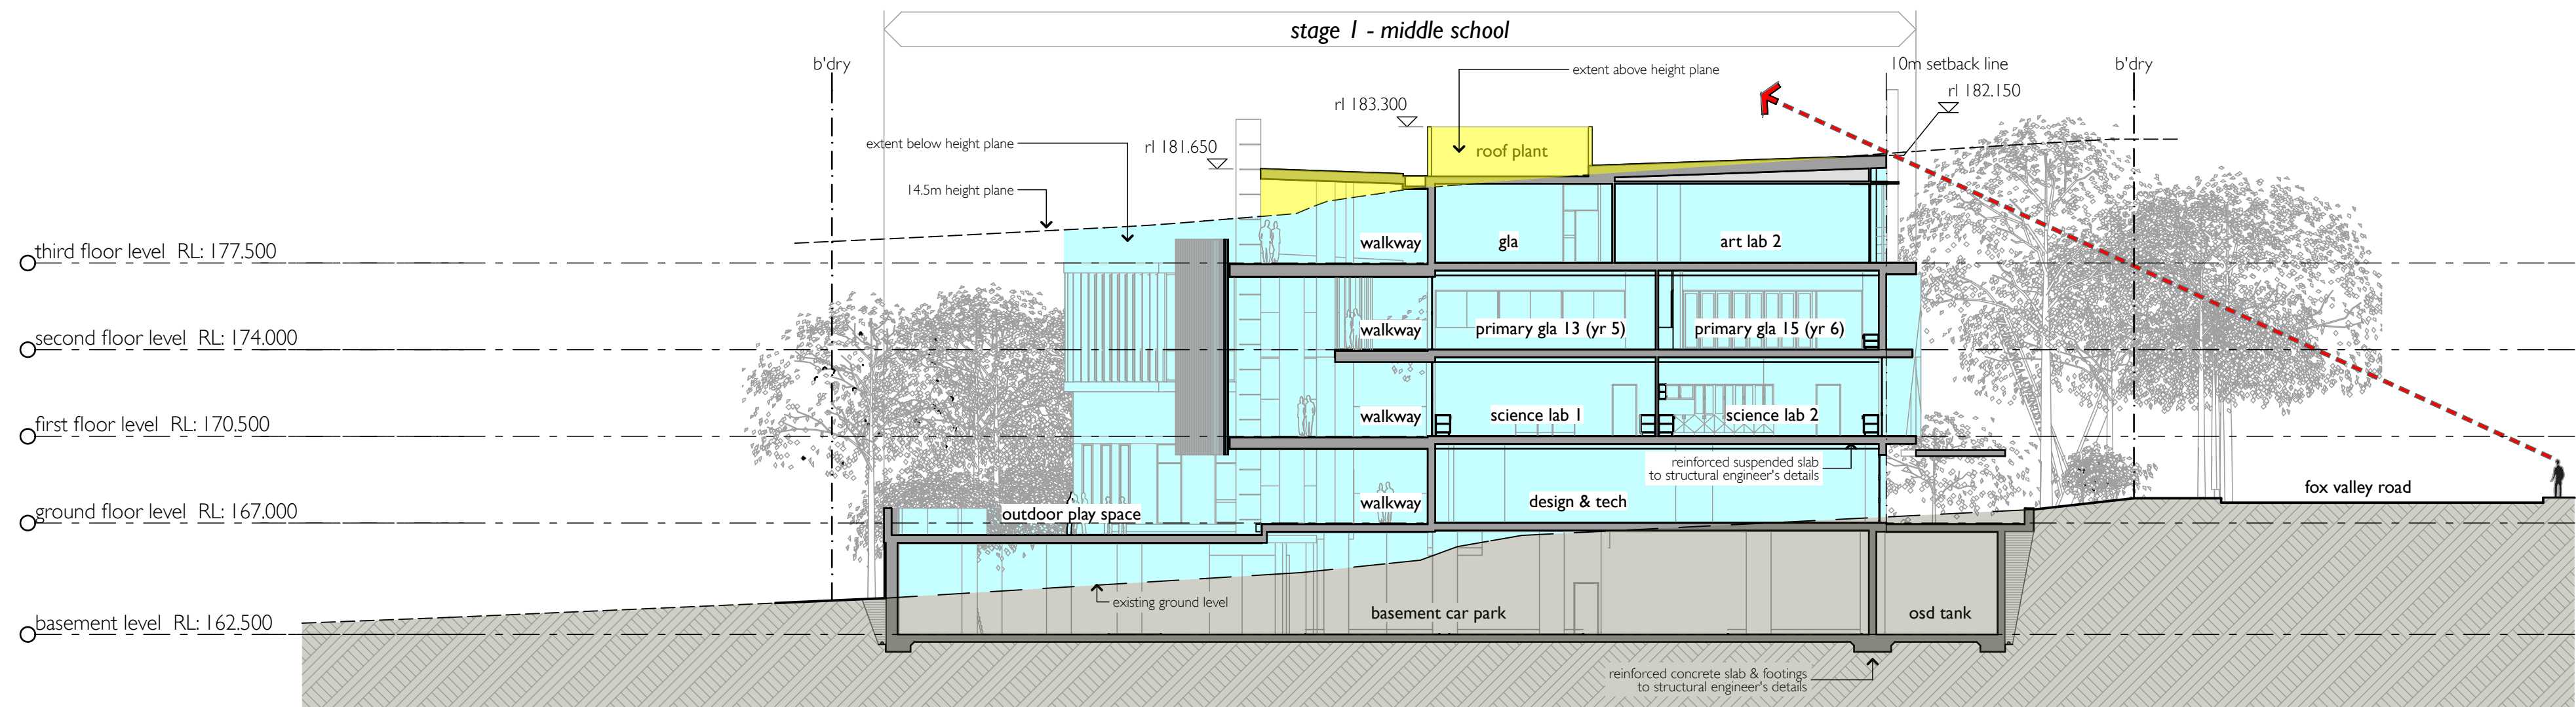 stage 1 - middle school
b'dry
10m setback line
b'dry
extent above height plane
rl 182.150
rl 183.300
extent below height plane
rl 181.650
roof plant
14.5m height plane
third floor level RL: 177.500
walkway
gla
art lab 2
second floor level RL: 174.000
walkway
primary gla 13 (yr 5)
primary gla 15 (yr 6)
first floor level RL: 170.500
walkway
science lab 1
science lab 2
reinforced suspended slab
to structural engineer's details
ground floor level RL: 167.000
outdoor play space
walkway
design & tech
fox valley road
existing ground level
basement level RL: 162.500
basement car park
osd tank
reinforced concrete slab & footings
to structural engineer's details